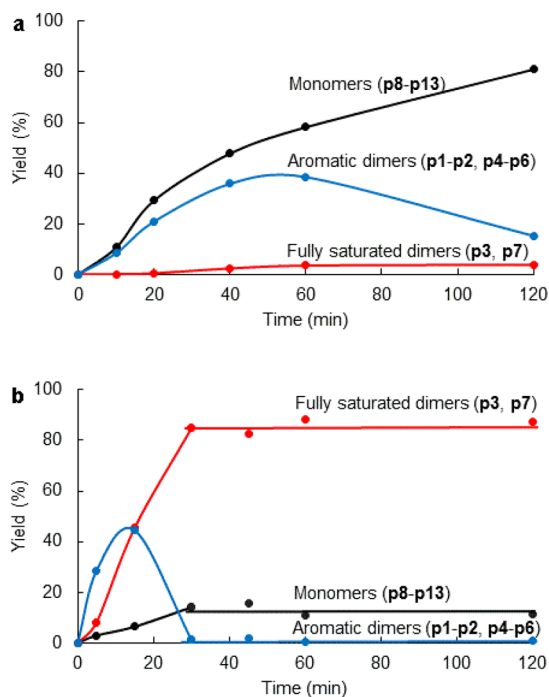 a
100
80
60
40
20
0
Yield (%)
Monomers (p8-p13)
Aromatic dimers (p1-p2, p4-p6)
Fully saturated dimers (p3, p7)
0 20 40 60 80 100 120
Time (min)
b
100
80
60
40
20
0
Yield (%)
Fully saturated dimers (p3, p7)
Monomers (p8-p13)
Aromatic dimers (p1-p2, p4-p6)
0 20 40 60 80 100 120
Time (min)